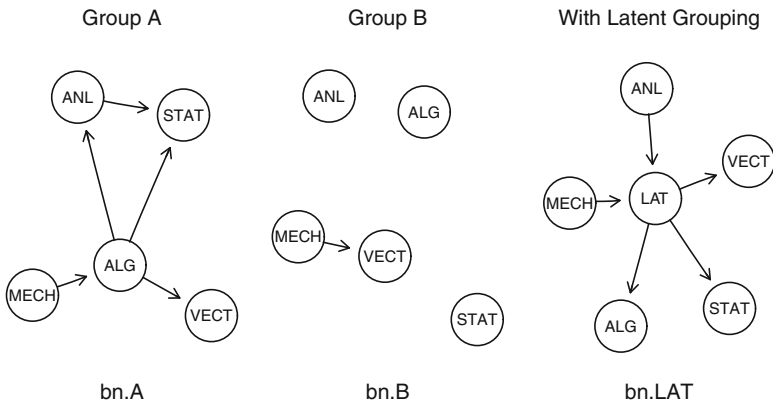 Group A
Group B
With Latent Grouping
ANL
STAT
ALG
MECH
VECT
ANL
ALG
MECH
VECT
STAT
ANL
VECT
MECH
LAT
ALG
STAT
bn.A
bn.B
bn.LAT